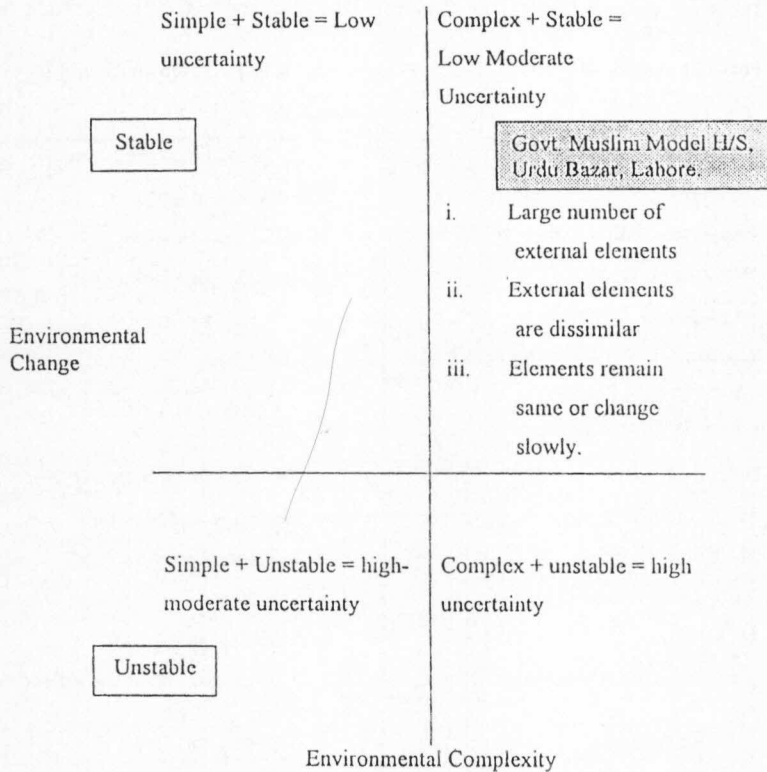 Simple + Stable = Low
uncertainty
Complex + Stable =
Low Moderate
Uncertainty
Stable
Govt. Muslim Model H/S,
Urdu Bazar, Lahore.
i. Large number of
external elements
ii. External elements
are dissimilar
iii. Elements remain
same or change
slowly.
Environmental
Change
Simple + Unstable = high-
moderate uncertainty
Complex + unstable = high
uncertainty
Unstable
Environmental Complexity